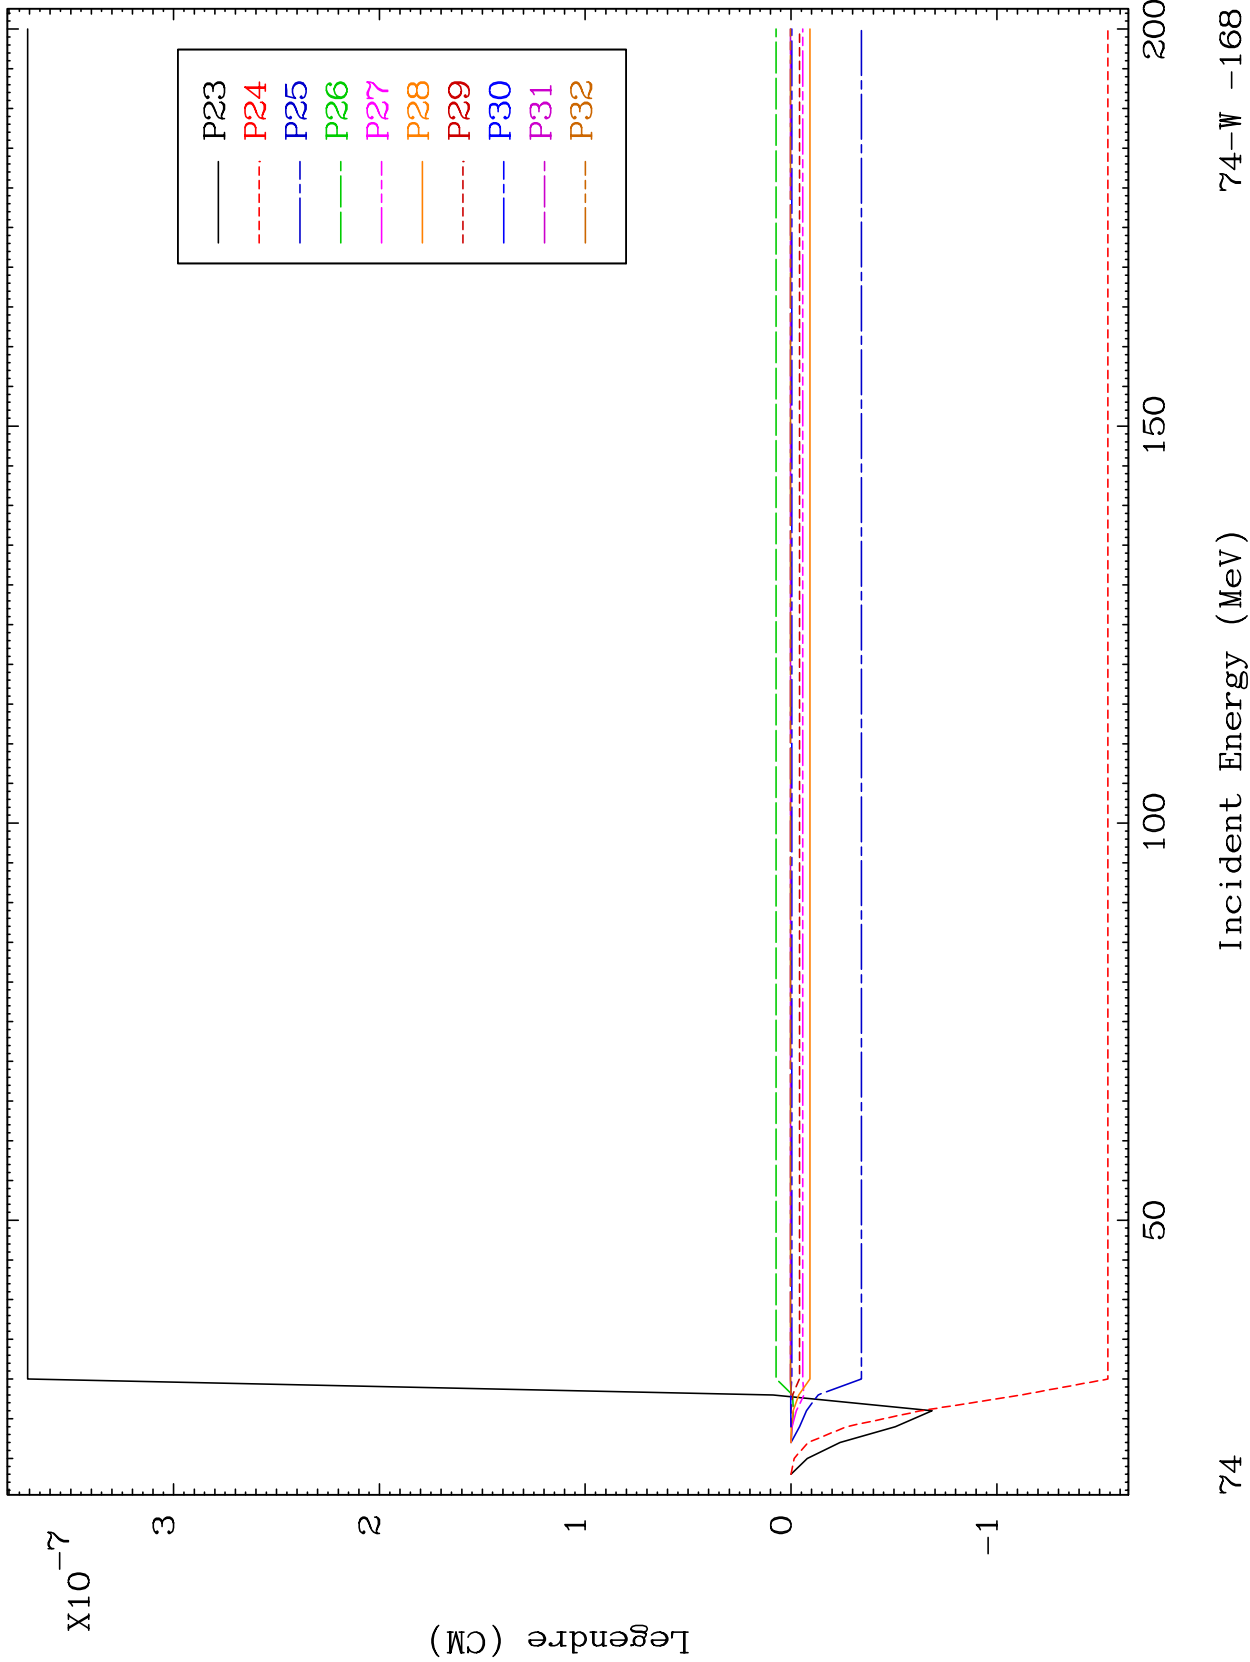 X10-7
3
2
1
0
-1
Legendre (CM)
P23
P24
P25
P26
P27
P28
P29
P30
P31
P32
50
100
150
200
Incident Energy (MeV)
74
74-W -168